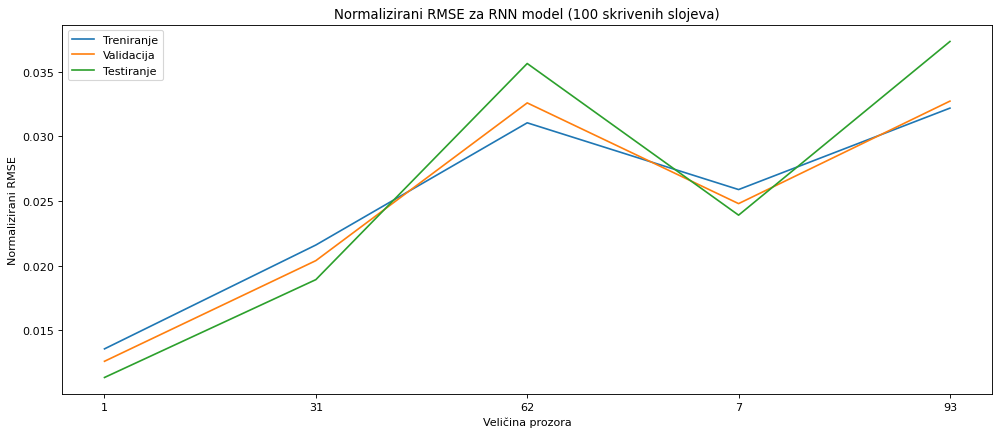 Normalizirani RMSE za RNN model (100 skrivenih slojeva)
Treniranje
Validacija
Testiranje
Normalizirani RMSE
0.035
0.030
0.025
0.020
0.015
1 31 62 7 93
Veličina prozora